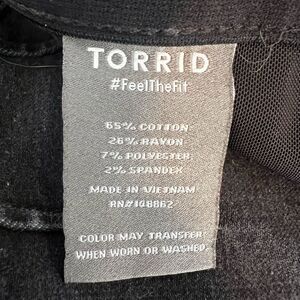 TORRID
#FeelTheFit
65% COTTON
26% RAYON
7% POLYESTER
2% SPANDEX
MADE IN VIETNAM
RN#148862
COLOR MAY TRANSFER
WHEN WORN OR WASHED